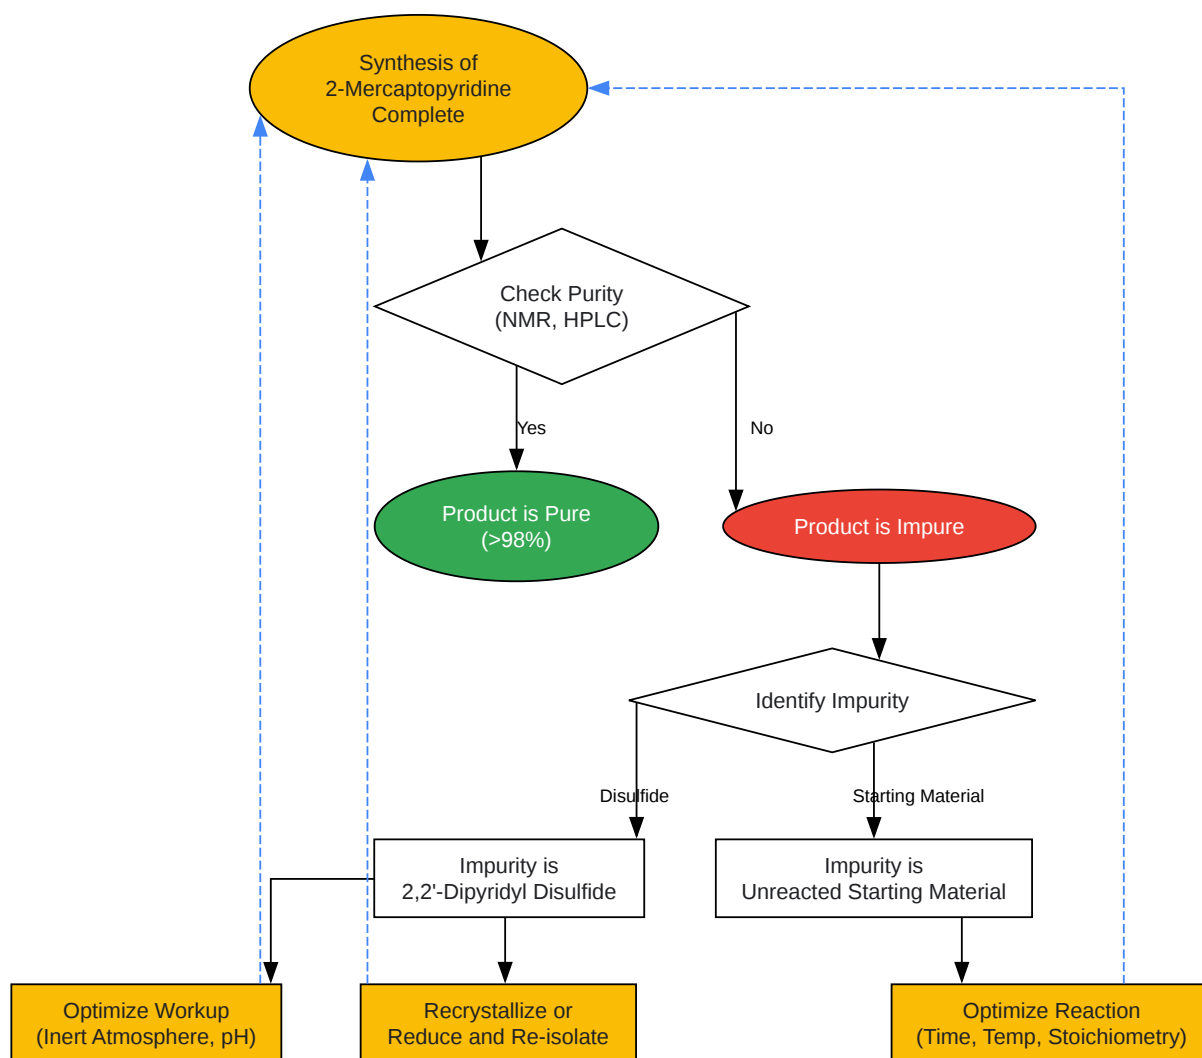 Synthesis of
2-Mercaptopyridine
Complete
Check Purity
(NMR, HPLC)
Yes
No
Product is Pure
(>98%)
Product is Impure
Identify Impurity
Disulfide
Starting Material
Impurity is
2,2'-Dipyridyl Disulfide
Impurity is
Unreacted Starting Material
Optimize Workup
(Inert Atmosphere, pH)
Recrystallize or
Reduce and Re-isolate
Optimize Reaction
(Time, Temp, Stoichiometry)